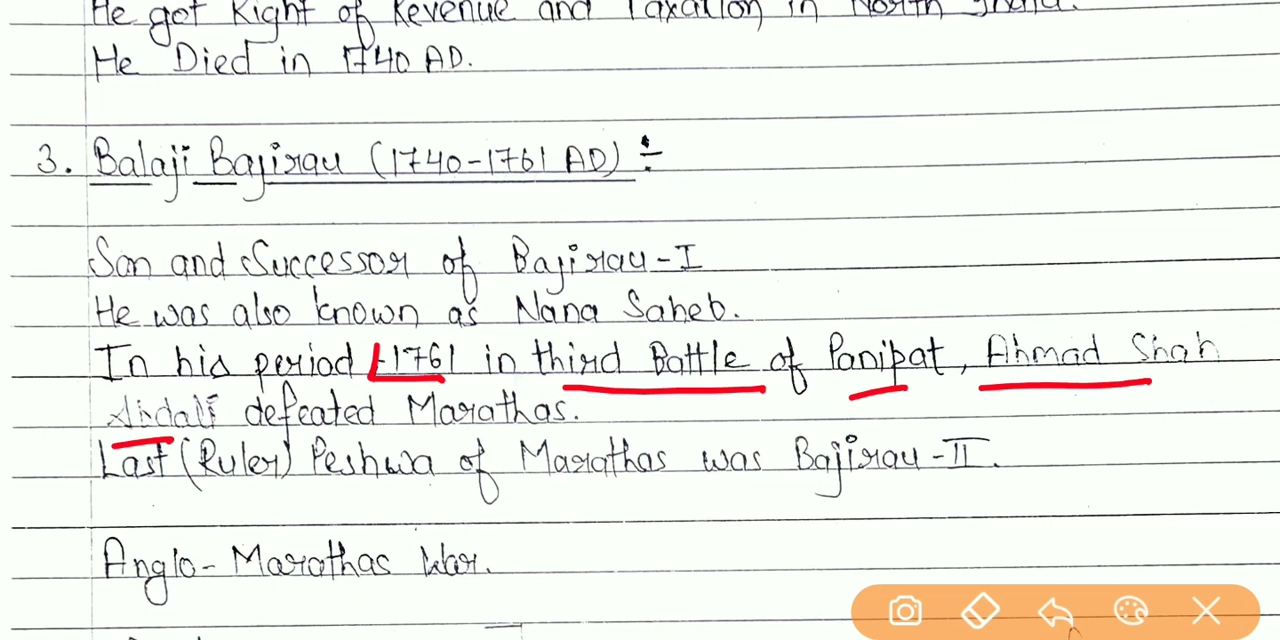 He got Right of Revenue and Taxation in North India.
He Died in 1740 AD.
3. Balaji Bajirau (1740-1761 AD) ÷
Son and Successor of Bajirau-I
He was also known as Nana Saheb.
In his period -1761 in third Battle of Panipat, Ahmad Shah
Abdali defeated Marathas.
Last (Ruler) Peshwa of Marathas was Bajirau-II.
Anglo-Marathas War.